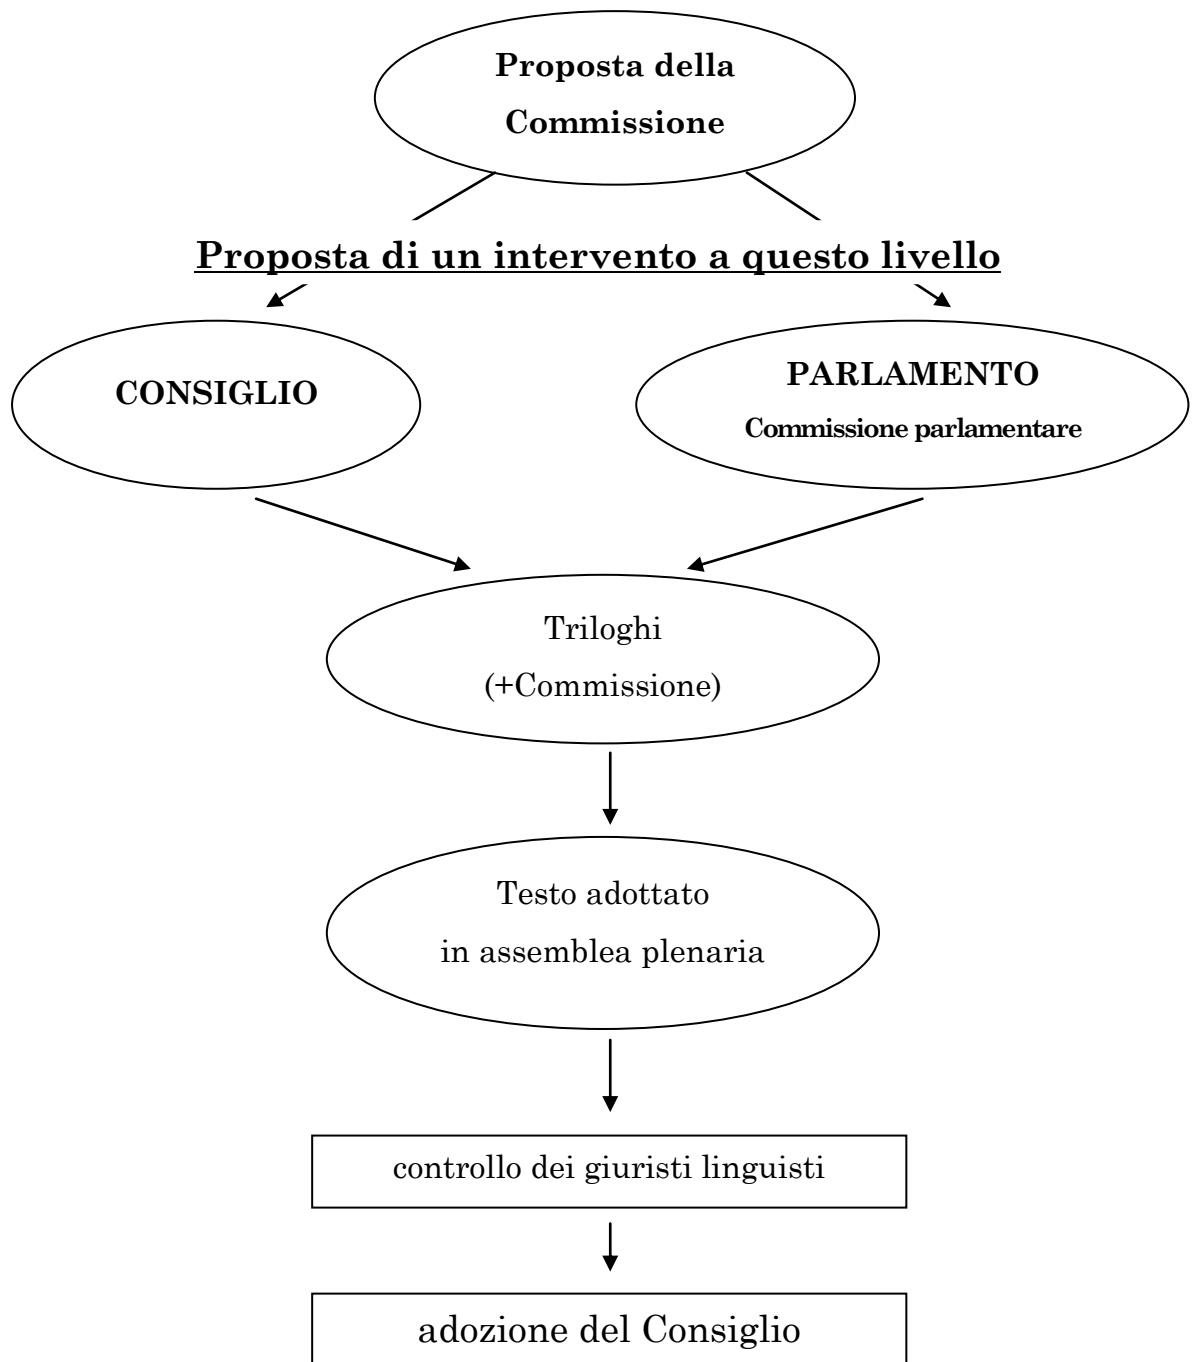 Proposta della
Commissione
Proposta di un intervento a questo livello
CONSIGLIO
PARLAMENTO
Commissione parlamentare
Triloghi
(+Commissione)
Testo adottato
in assemblea plenaria
controllo dei giuristi linguisti
adozione del Consiglio